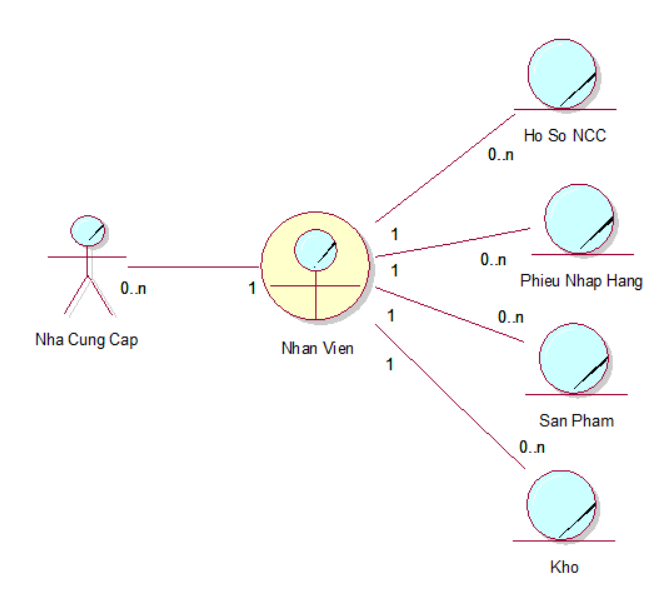 Ho So NCC
0..n
1
Phieu Nhap Hang
0..n
1
Nha Cung Cap
0..n
1
Nhan Vien
1
0..n
San Pham
1
0..n
Kho